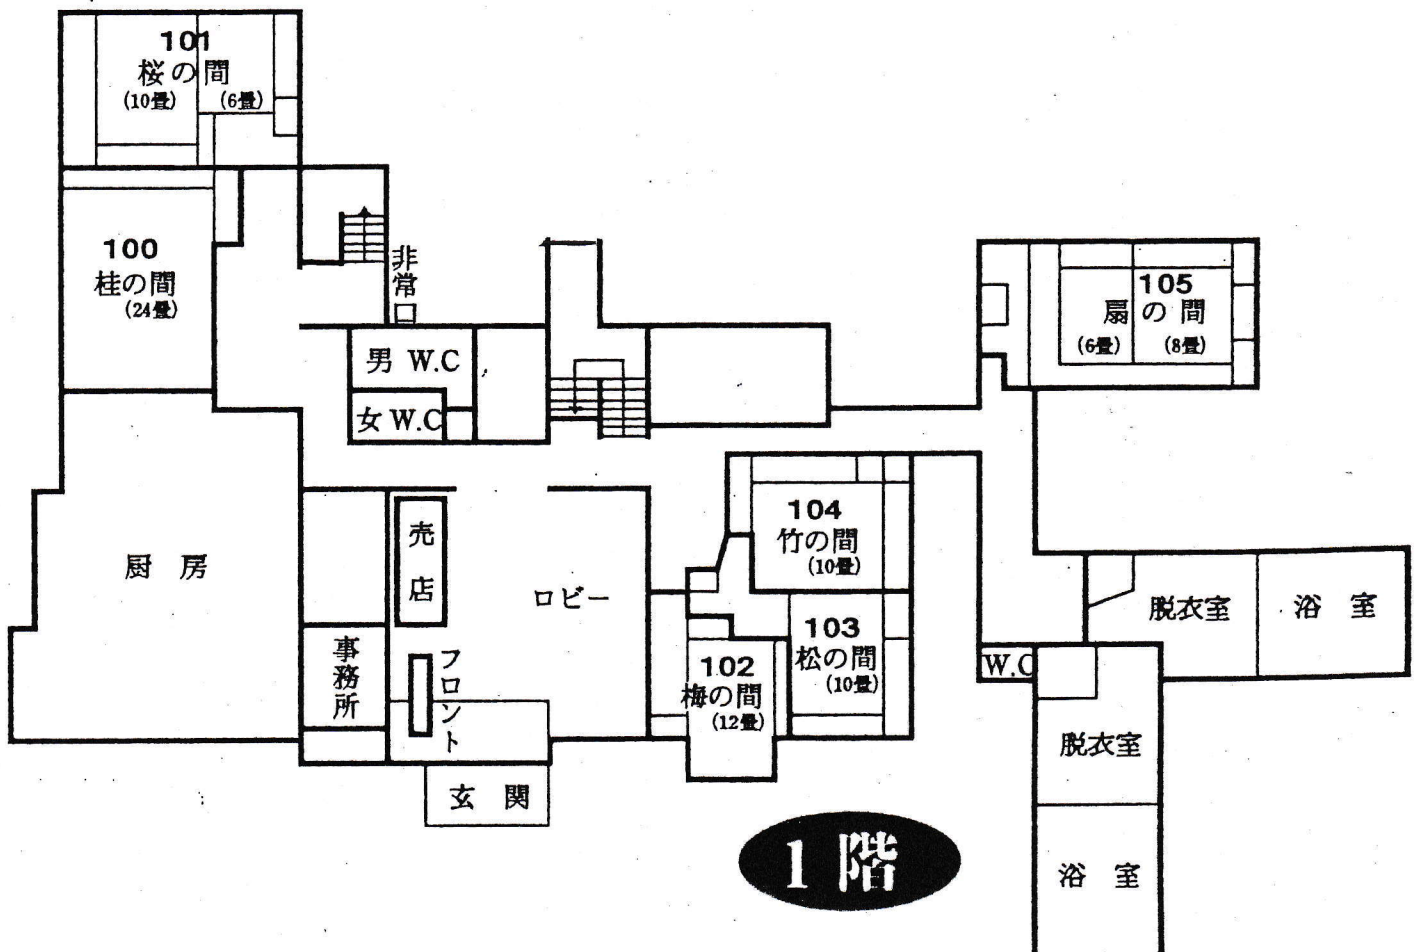 101
桜の間
(10畳) (6畳)
100
桂の間
(24畳)
非常口
男 W.C
女 W.C
105
扇の間
(6畳) (8畳)
104
竹の間
(10畳)
103
松の間
(10畳)
102
梅の間
(12畳)
厨房
売店
ロビー
事務所
フロント
玄関
脱衣室
浴室
W.C
脱衣室
浴室
1階